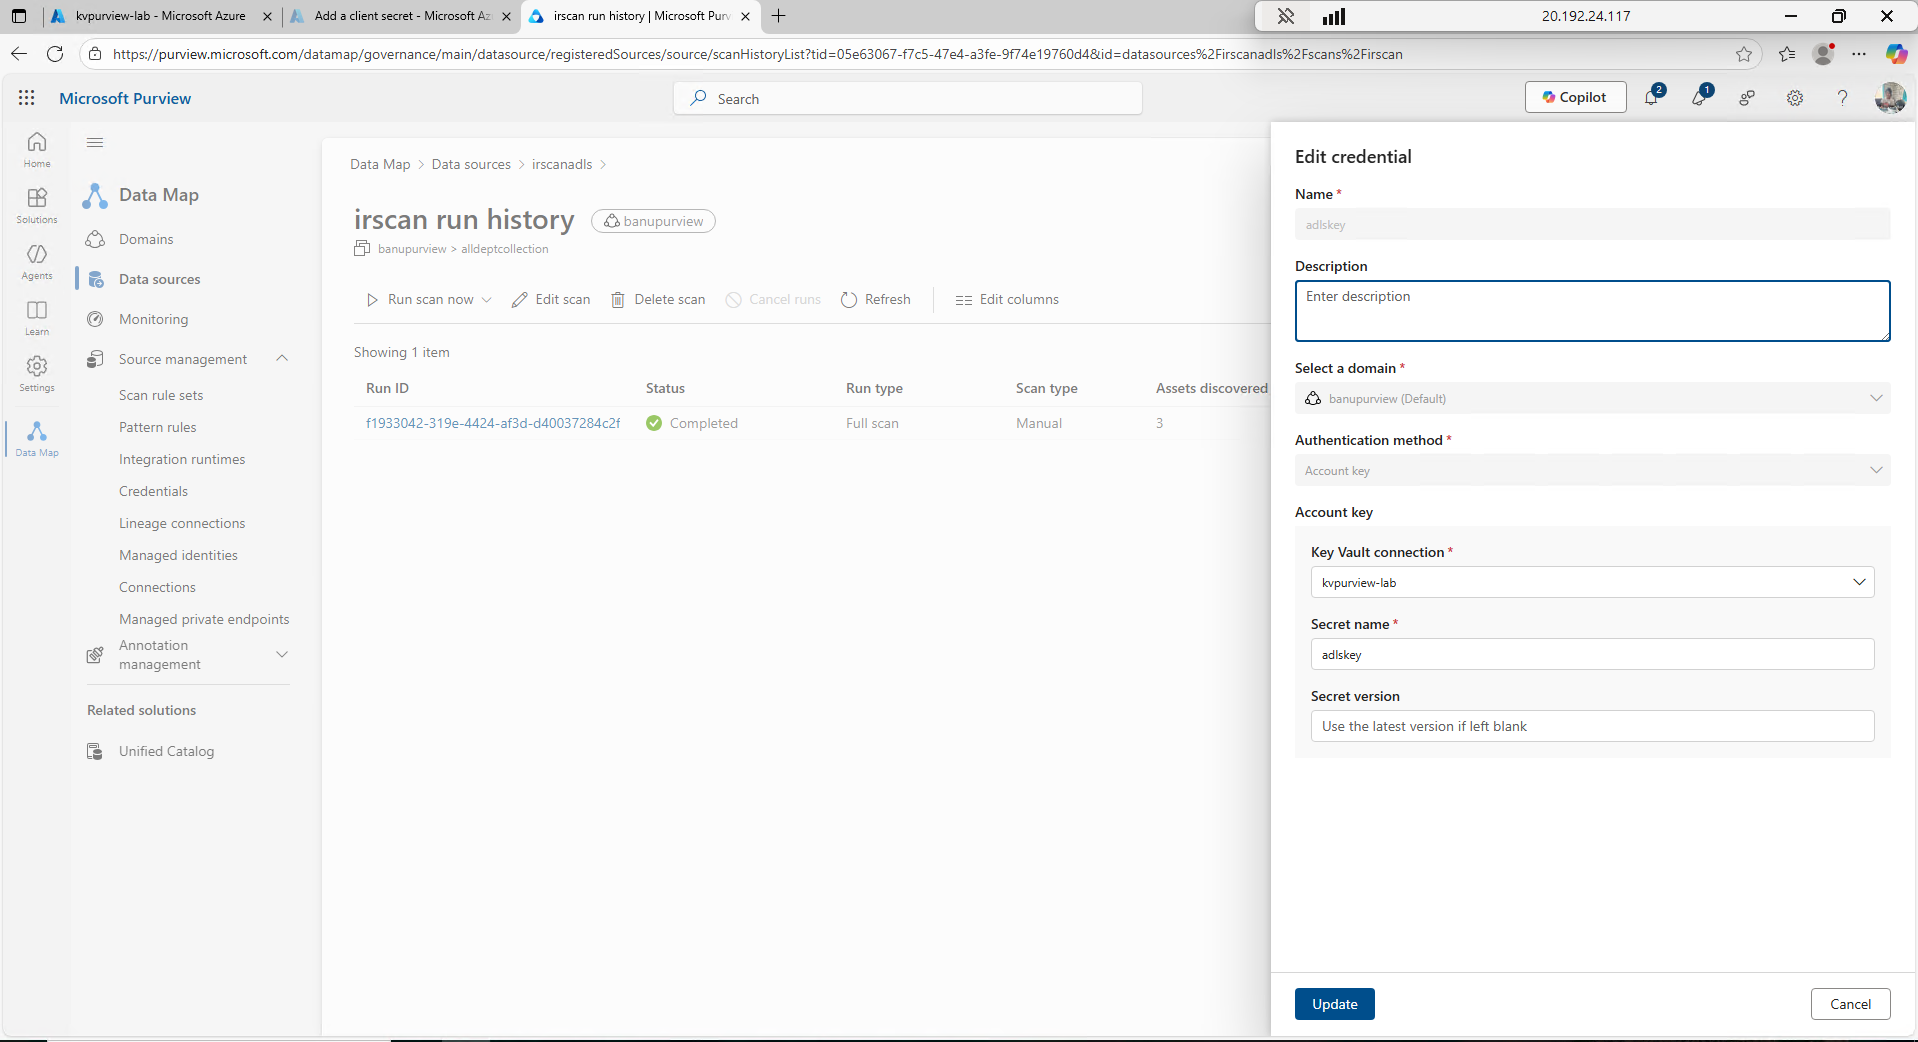 kvpurview-lab - Microsoft Azure
Add a client secret - Microsoft Az
irscan run history | Microsoft Purv
20.192.24.117
https://purview.microsoft.com/datamap/governance/main/datasource/registeredSources/source/scanHistoryList?tid=05e63067-f7c5-47e4-a3fe-9f74e19760d4&id=datasources%2Firscanadls%2Fscans%2Firscan
Microsoft Purview
Search
Copilot
2
1
Home
Solutions
Agents
Learn
Settings
Data Map
Data Map
Domains
Data sources
Monitoring
Source management
Scan rule sets
Pattern rules
Integration runtimes
Credentials
Lineage connections
Managed identities
Connections
Managed private endpoints
Annotation
management
Related solutions
Unified Catalog
Data Map > Data sources > irscanadls >
irscan run history
banupurview
banupurview > alldeptcollection
Run scan now
Edit scan
Delete scan
Cancel runs
Refresh
Edit columns
Showing 1 item
Run ID Status Run type Scan type Assets discovered
f1933042-319e-4424-af3d-d40037284c2f Completed Full scan Manual 3
Edit credential
Name *
adlskey
Description
Enter description
Select a domain *
banupurview (Default)
Authentication method *
Account key
Account key
Key Vault connection *
kvpurview-lab
Secret name *
adlskey
Secret version
Use the latest version if left blank
Update
Cancel